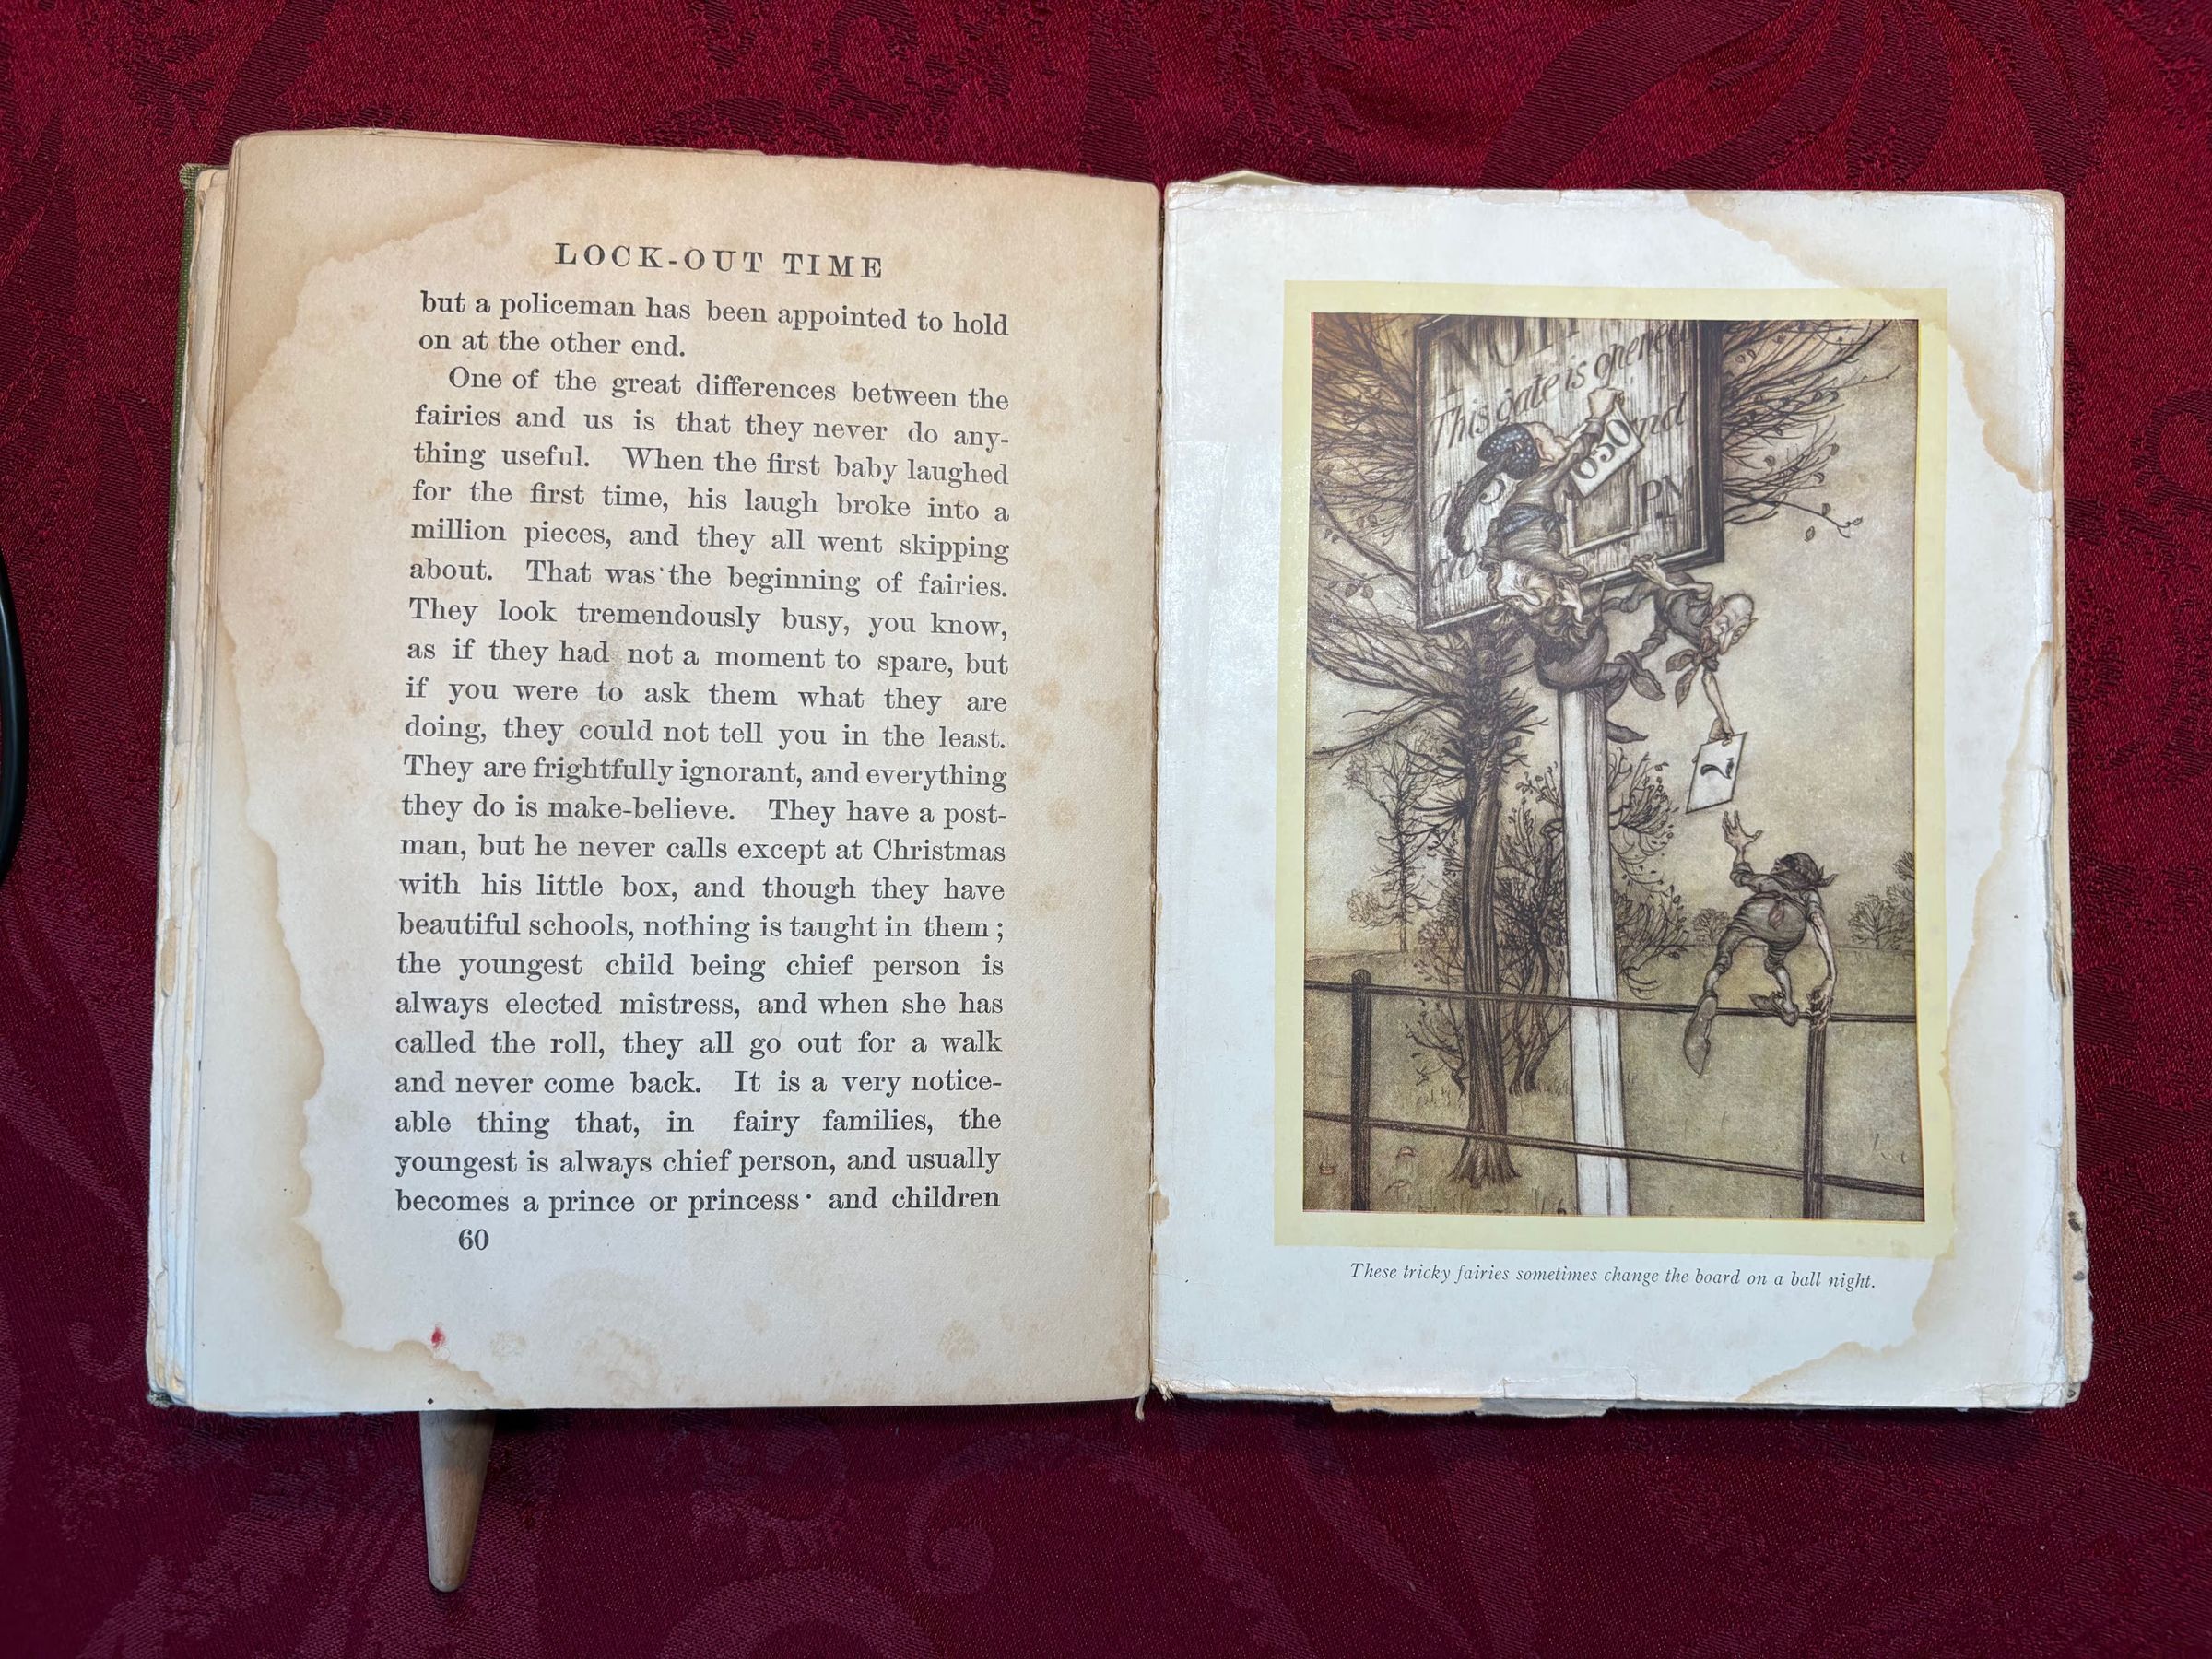 LOCK-OUT TIME
but a policeman has been appointed to hold
on at the other end.
One of the great differences between the
fairies and us is that they never do any-
thing useful. When the first baby laughed
for the first time, his laugh broke into a
million pieces, and they all went skipping
about. That was the beginning of fairies.
They look tremendously busy, you know,
as if they had not a moment to spare, but
if you were to ask them what they are
doing, they could not tell you in the least.
They are frightfully ignorant, and everything
they do is make-believe. They have a post-
man, but he never calls except at Christmas
with his little box, and though they have
beautiful schools, nothing is taught in them ;
the youngest child being chief person is
always elected mistress, and when she has
called the roll, they all go out for a walk
and never come back. It is a very notice-
able thing that, in fairy families, the
youngest is always chief person, and usually
becomes a prince or princess· and children
60
This gate is opened
630
PM
These tricky fairies sometimes change the board on a ball night.